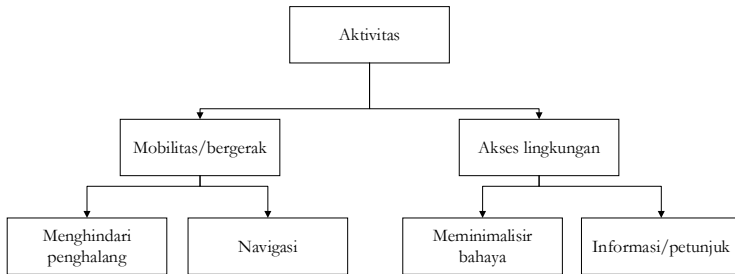 Aktivitas
Mobilitas/bergerak
Akses lingkungan
Menghindari
penghalang
Navigasi
Meminimalisir
bahaya
Informasi/petunjuk